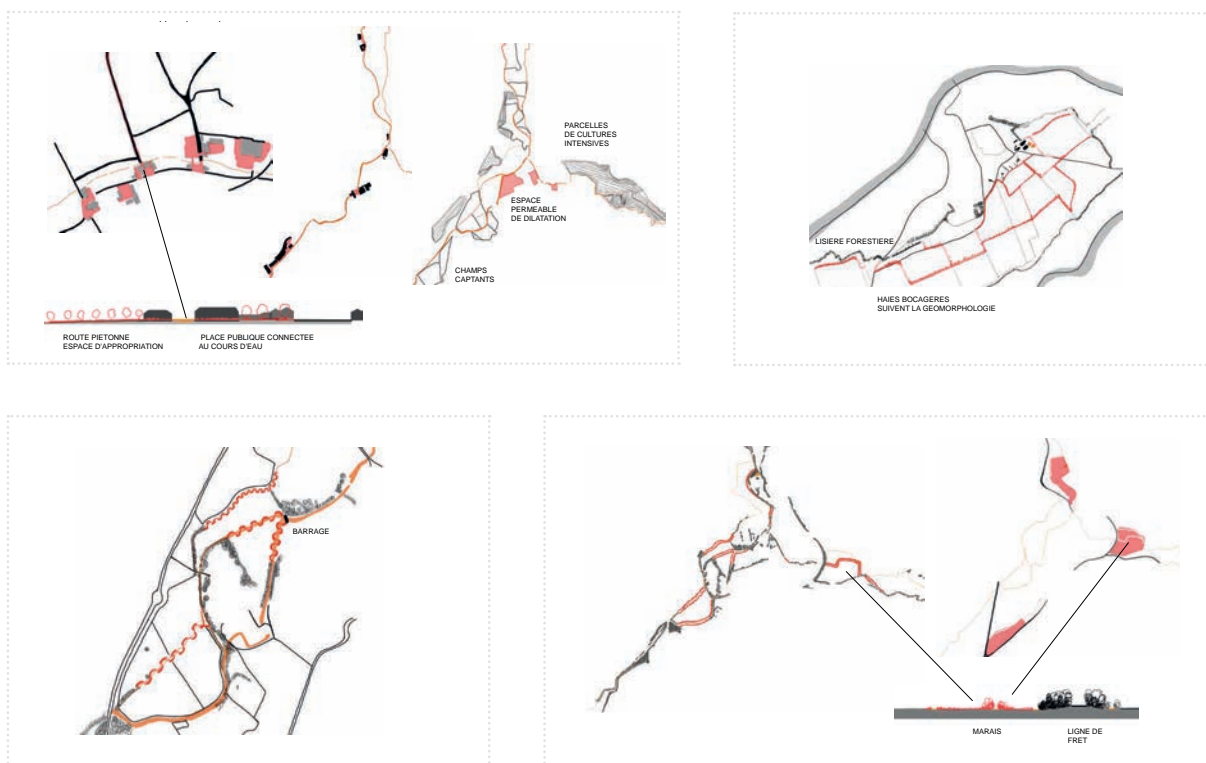 PARCELLES
DE CULTURES
INTENSIVES
ESPACE
PERMEABLE
DE DILATATION
CHAMPS
CAPTANTS
ROUTE PIETONNE
ESPACE D'APPROPRIATION
PLACE PUBLIQUE CONNECTEE
AU COURS D'EAU
LISIERE FORESTIERE
HAIES BOCAGERES
SUIVENT LA GEOMORPHOLOGIE
BARRAGE
MARAIS
LIGNE DE
FRET